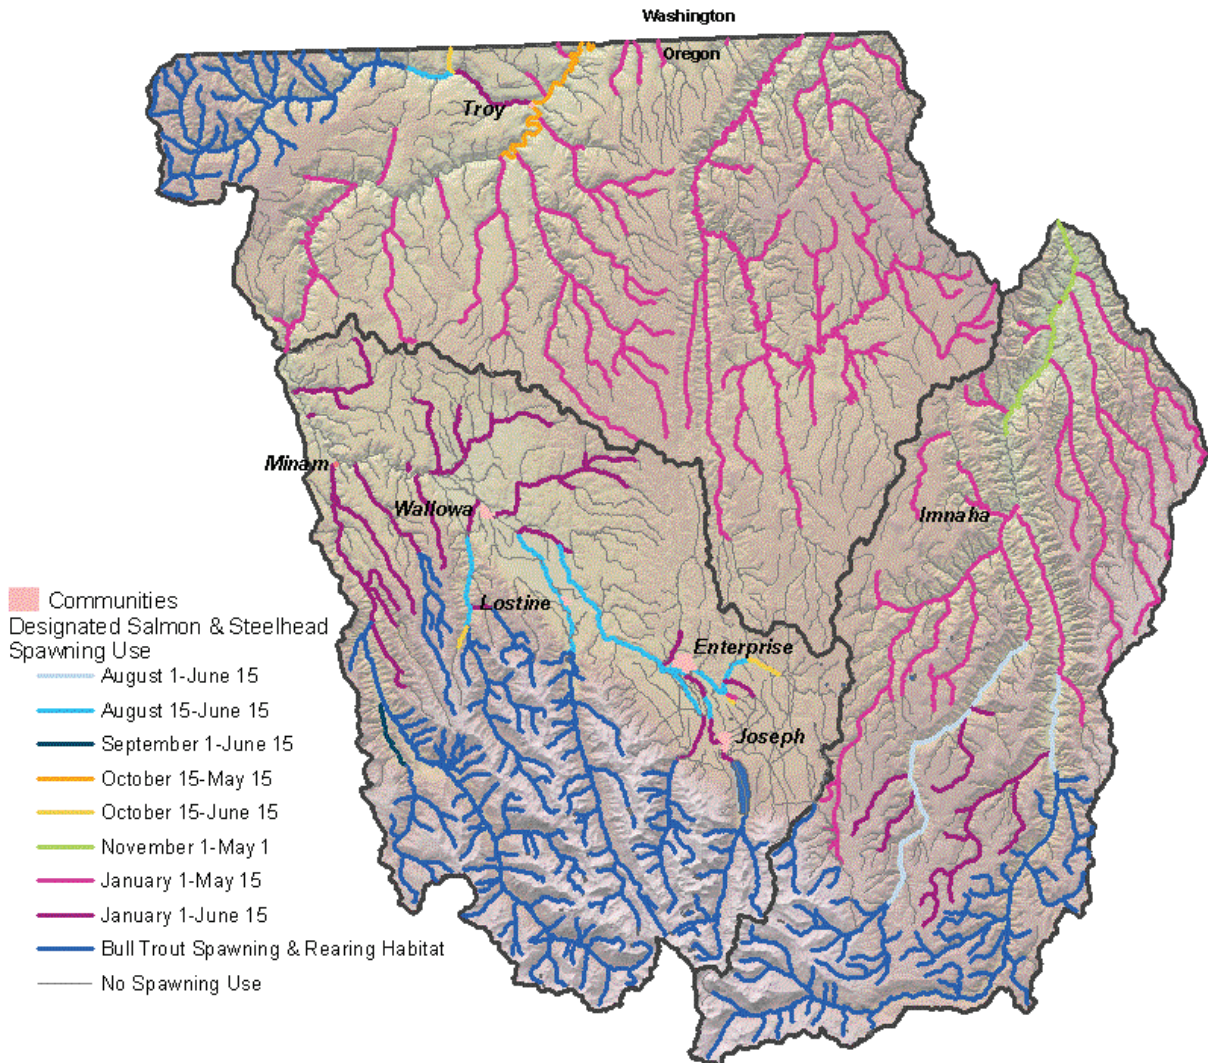 Washington
Oregon
Troy
Minam
Wallowa
Imnaha
Lostine
Enterprise
Joseph
Communities
Designated Salmon & Steelhead
Spawning Use
August 1-June 15
August 15-June 15
September 1-June 15
October 15-May 15
October 15-June 15
November 1-May 1
January 1-May 15
January 1-June 15
Bull Trout Spawning & Rearing Habitat
No Spawning Use